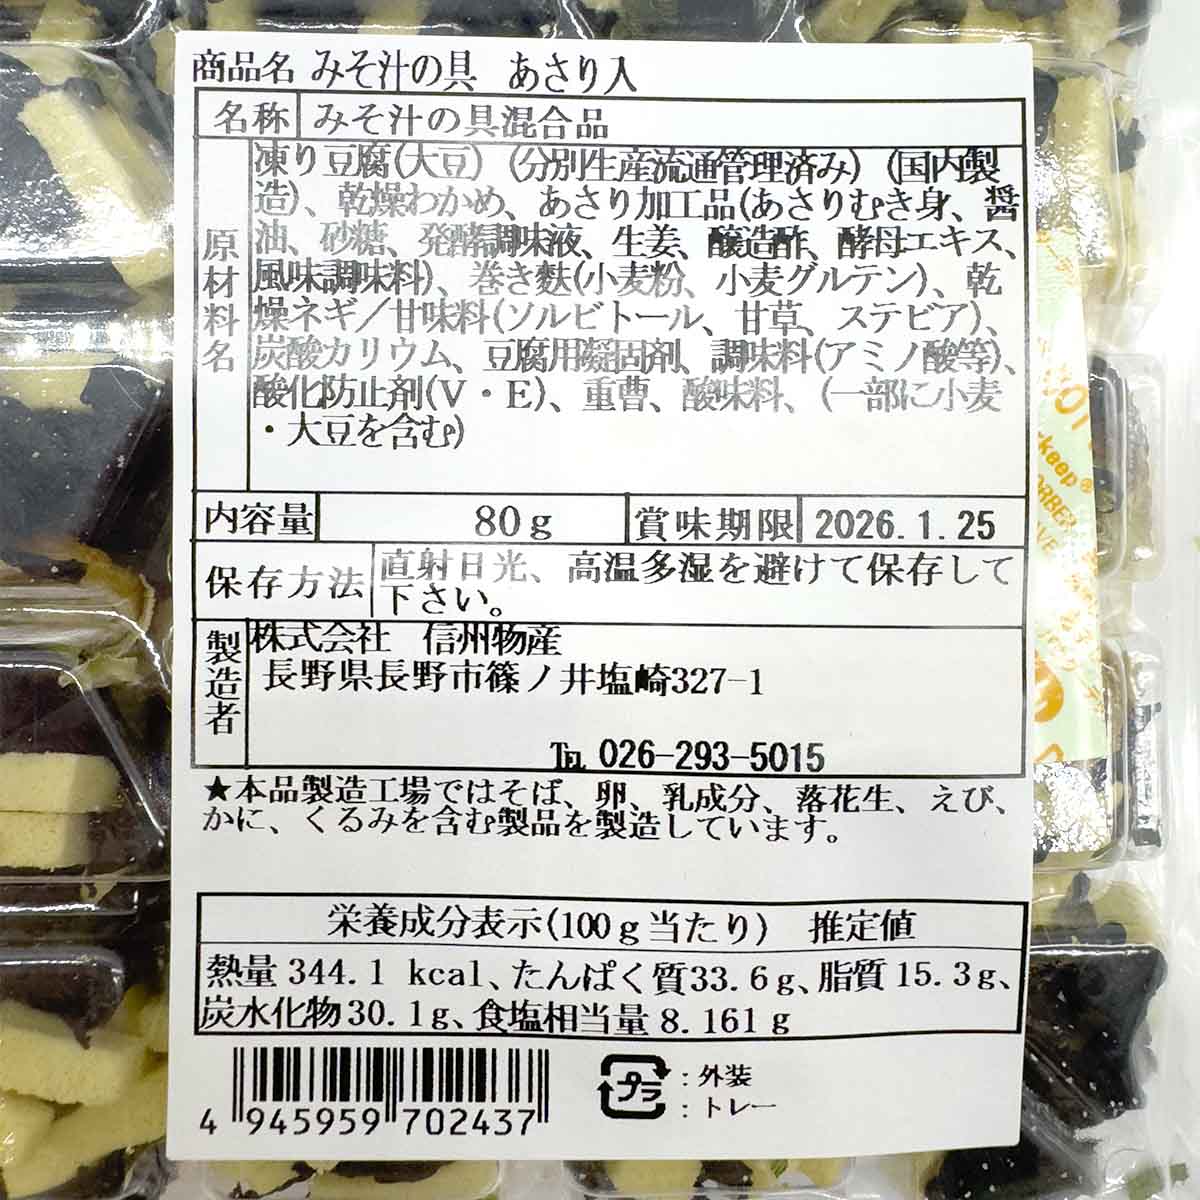 商品名 みそ汁の具 あさり入
名称 みそ汁の具混合品
原材料名
凍り豆腐(大豆)(分別生産流通管理済み)(国内製
造)、乾燥わかめ、あさり加工品(あさりむき身、醤
油、砂糖、発酵調味液、生姜、醸造酢、酵母エキス、
風味調味料)、巻き麩(小麦粉、小麦グルテン)、乾
燥ネギ/甘味料(ソルビトール、甘草、ステビア)、
炭酸カリウム、豆腐用凝固剤、調味料(アミノ酸等)、
酸化防止剤(V・E)、重曹、酸味料、(一部に小麦
・大豆を含む)
内容量 80g 賞味期限 2026.1.25
保存方法 直射日光、高温多湿を避けて保存して
下さい。
製造者
株式会社 信州物産
長野県長野市篠ノ井塩崎327-1
℡ 026-293-5015
★本品製造工場ではそば、卵、乳成分、落花生、えび、
かに、くるみを含む製品を製造しています。
栄養成分表示(100g当たり) 推定値
熱量 344.1 kcal、たんぱく質33.6g、脂質15.3g、
炭水化物30.1g、食塩相当量8.161g
プラ : 外装
: トレー
4 945959 702437
keep®